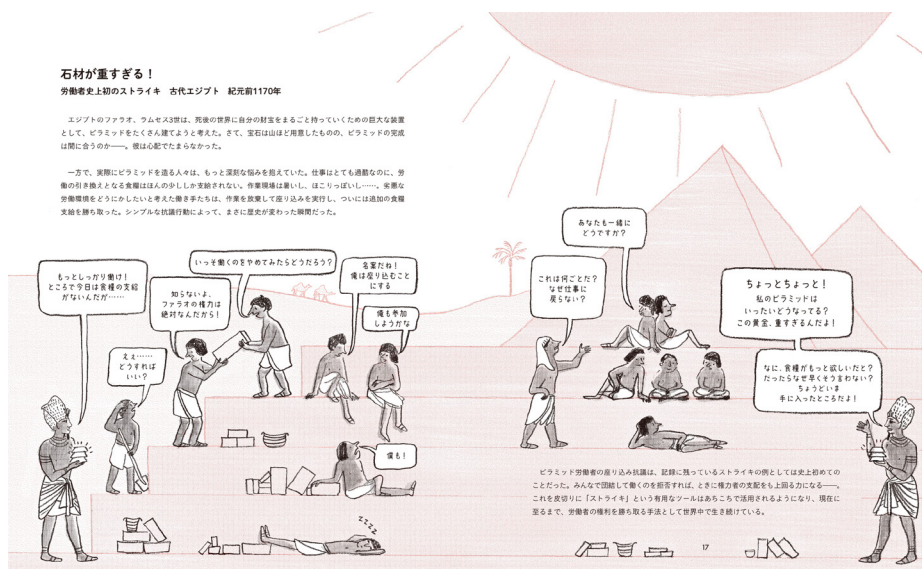 石材が重すぎる！
労働者史上初のストライキ　古代エジプト　紀元前1170年
エジプトのファラオ、ラムセス3世は、死後の世界に自分の財宝をまるごと持っていくための巨大な装置
として、ピラミッドをたくさん建てようと考えた。さて、宝石は山ほど用意したものの、ピラミッドの完成
は間に合うのか――。彼は心配でたまらなかった。
一方で、実際にピラミッドを造る人々は、もっと深刻な悩みを抱えていた。仕事はとても過酷なのに、労
働の引き換えとなる食糧はほんの少ししか支給されない。作業現場は暑いし、ほこりっぽいし……。劣悪な
労働環境をどうにかしたいと考えた働き手たちは、作業を放棄して座り込みを実行し、ついには追加の食糧
支給を勝ち取った。シンプルな抗議行動によって、まさに歴史が変わった瞬間だった。
もっとしっかり働け！
ところで今日は食糧の支給
がないんだが……
ええ……
どうすれば
いい？
知らないよ、
ファラオの権力は
絶対なんだから！
いっそ働くのをやめてみたらどうだろう？
名案だね！
俺は座り込むこと
にする
俺も参加
しようかな
僕も！
zzzz
これは何ごとだ？
なぜ仕事に
戻らない？
あなたも一緒に
どうですか？
ちょっとちょっと！
私のピラミッドは
いったいどうなってる？
この黄金、重すぎるんだよ！
なに、食糧がもっと欲しいだと？
だったらなぜ早くそう言わない？
ちょうどいま
手に入ったところだよ！
ピラミッド労働者の座り込み抗議は、記録に残っているストライキの例としては史上初めての
ことだった。みんなで団結して働くのを拒否すれば、ときに権力者の支配をも上回る力になる――。
これを皮切りに「ストライキ」という有用なツールはあちこちで活用されるようになり、現在に
至るまで、労働者の権利を勝ち取る手法として世界中で生き続けている。
17